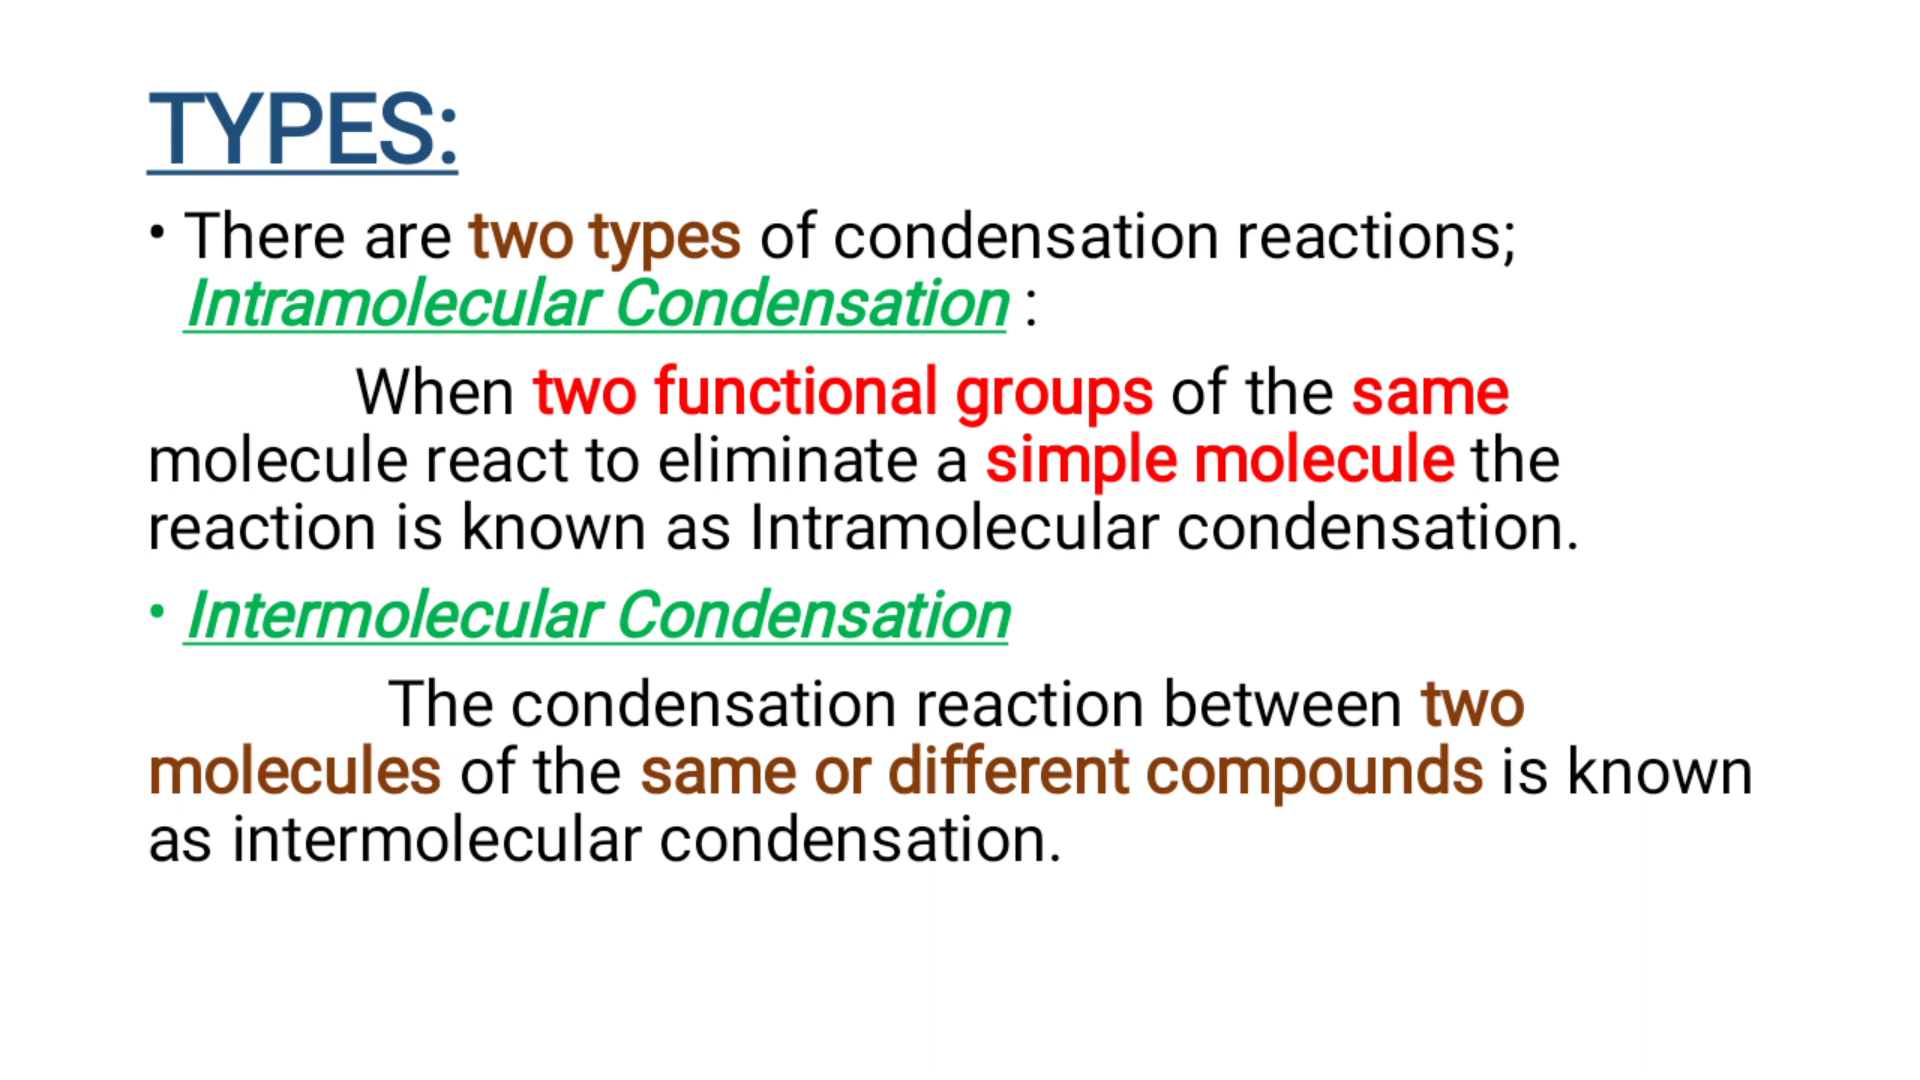 TYPES:
• There are two types of condensation reactions;
Intramolecular Condensation :
When two functional groups of the same
molecule react to eliminate a simple molecule the
reaction is known as Intramolecular condensation.
• Intermolecular Condensation
The condensation reaction between two
molecules of the same or different compounds is known
as intermolecular condensation.